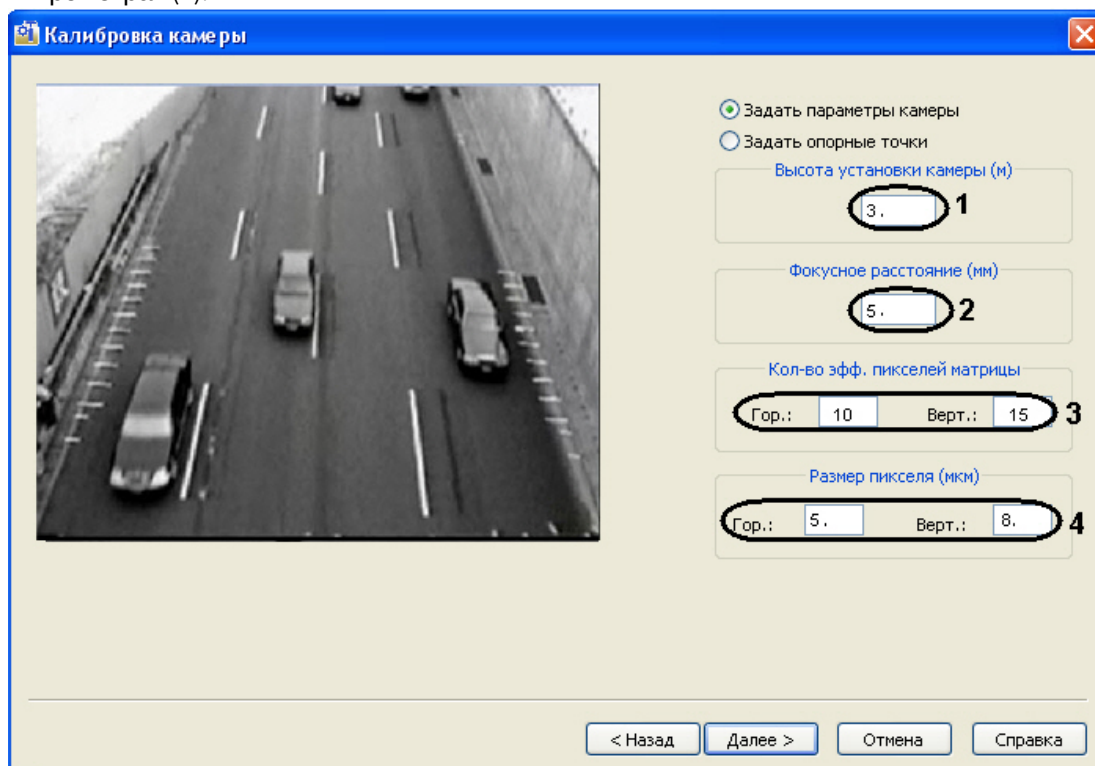 Калибровка камеры
Задать параметры камеры
Задать опорные точки
Высота установки камеры (м)
3. 1
Фокусное расстояние (мм)
5. 2
Кол-во эфф. пикселей матрицы
Гор.: 10 Верт.: 15 3
Размер пикселя (мкм)
Гор.: 5. Верт.: 8. 4
< Назад Далее > Отмена Справка